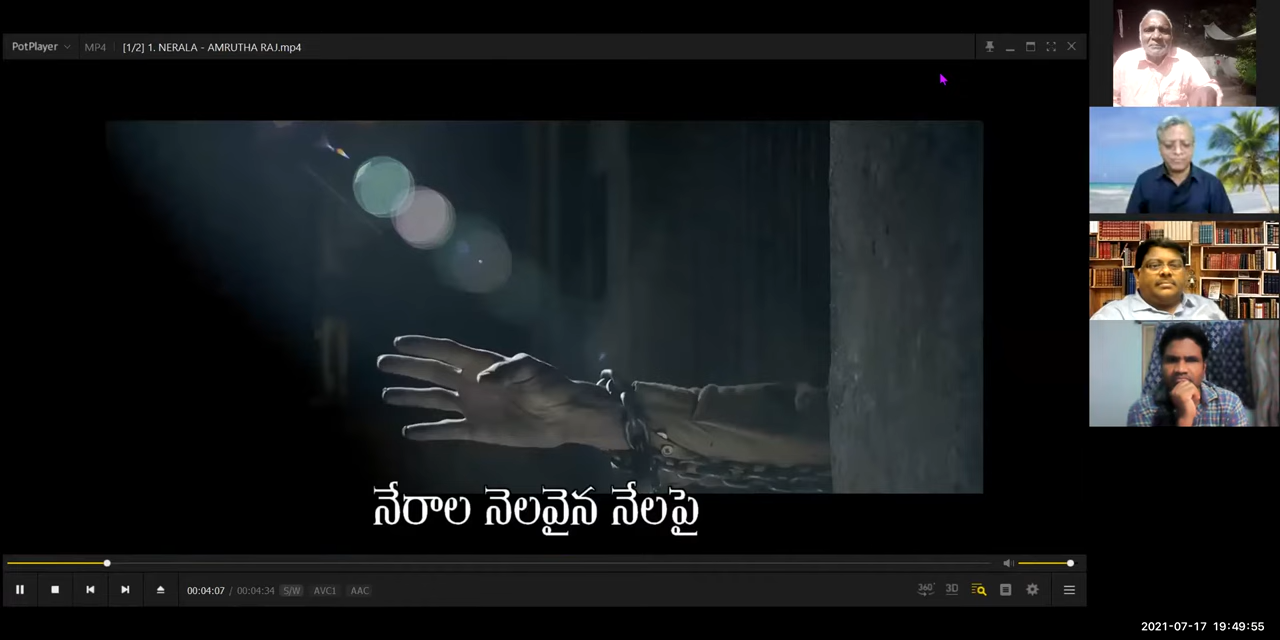 PotPlayer MP4 [1/2] 1. NERALA - AMRUTHA RAJ.mp4
నేరాల నెలవైన నేలపై
00:04:07 / 00:04:34 S/W AVC1 AAC 360° 3D
2021-07-17 19:49:55